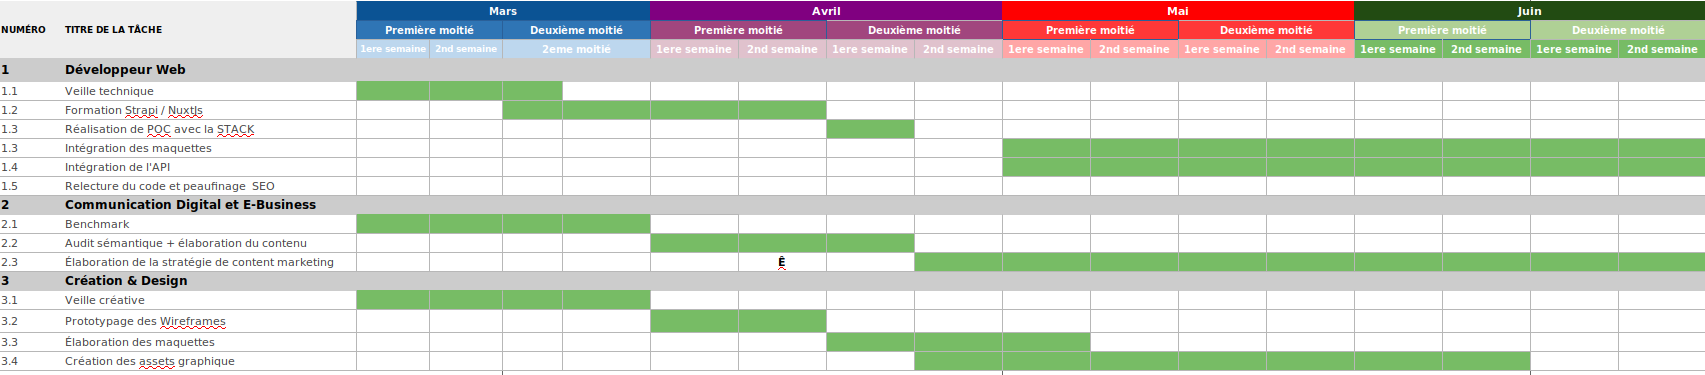 Mars Avril Mai Juin
NUMÉRO TITRE DE LA TÂCHE Première moitié Deuxième moltié Première moitié Deuxième moltié Première moitié Deuxième moltié Première moitié Deuxième moltié
1ere semaine 2nd semaine 2eme moltié 1ere semaine 2nd semaine 1ere semaine 2nd semaine 1ere semaine 2nd semaine 1ere semaine 2nd semaine 1ere semaine 2nd semaine 1ere semaine 2nd semaine
1 Développeur Web
1.1 Veille technique
1.2 Formation Strapi / NuxtJs
1.3 Réalisation de POC avec la STACK
1.3 Intégration des maquettes
1.4 Intégration de l'API
1.5 Relecture du code et peaufinage SEO
2 Communication Digital et E-Business
2.1 Benchmark
2.2 Audit sémantique + élaboration du contenu
2.3 Élaboration de la stratégie de content marketing Ê
3 Création & Design
3.1 Veille créative
3.2 Prototypage des Wireframes
3.3 Élaboration des maquettes
3.4 Création des assets graphique